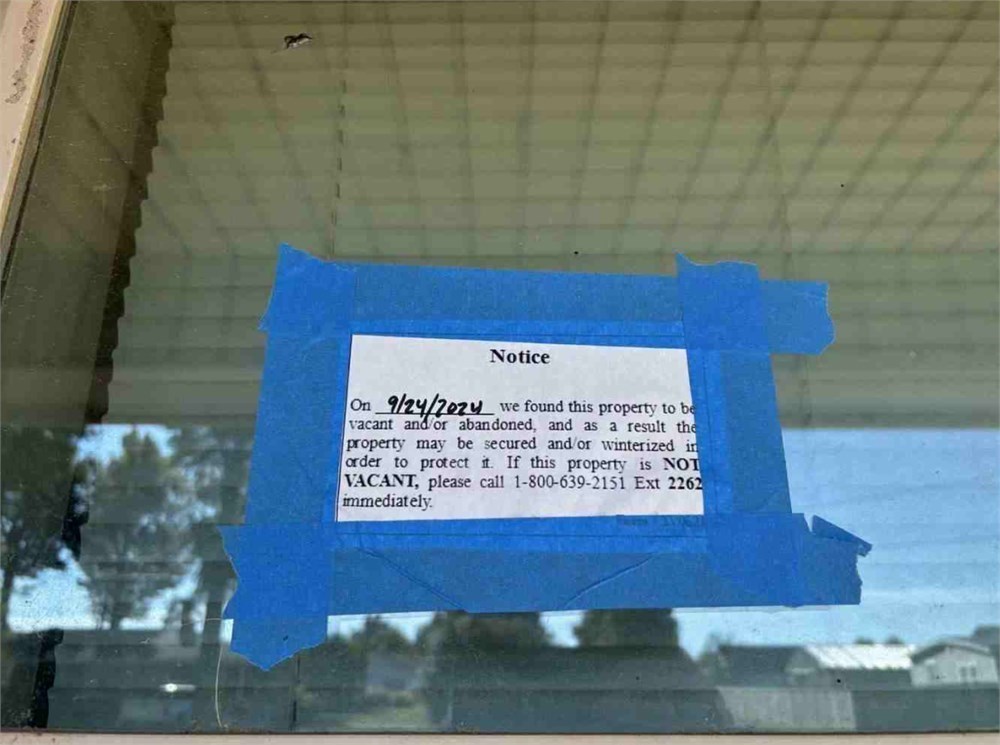 Notice
On 9/24/2024 we found this property to be
vacant and/or abandoned, and as a result the
property may be secured and/or winterized in
order to protect it. If this property is NOT
VACANT, please call 1-800-639-2151 Ext 2262
immediately.